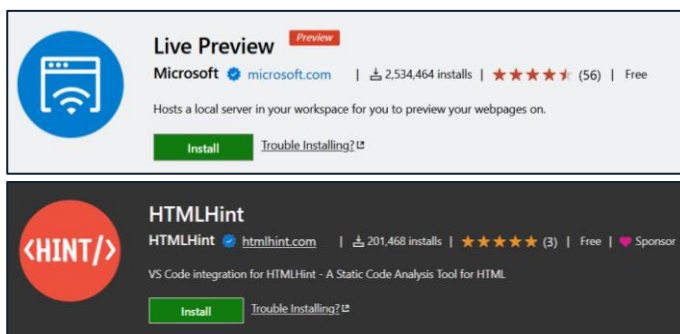 Live Preview Preview
Microsoft microsoft.com | 2,534,464 installs | (56) | Free
Hosts a local server in your workspace for you to preview your webpages on.
Install Trouble Installing?
<HINT/>
HTMLHint
HTMLHint htmlhint.com | 201,468 installs | (3) | Free | Sponsor
VS Code integration for HTMLHint - A Static Code Analysis Tool for HTML
Install Trouble Installing?